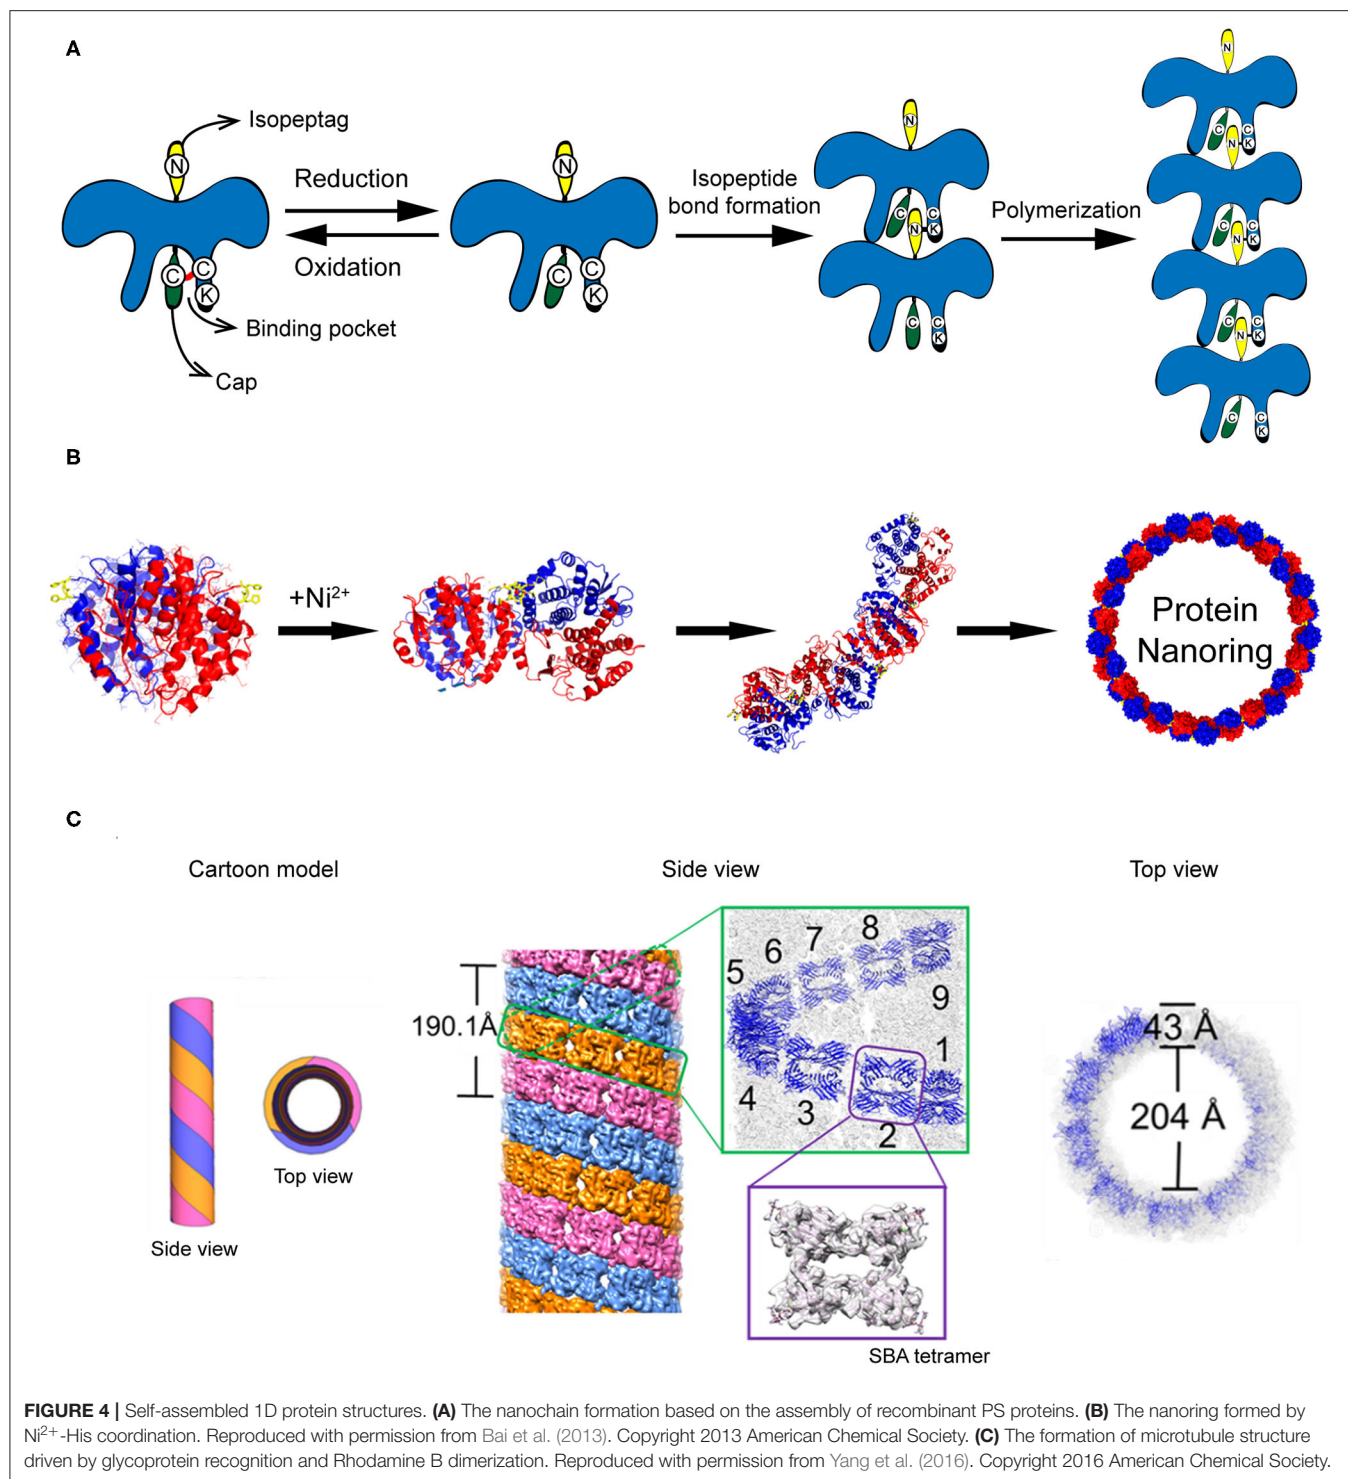 A
Isopeptag
N
Reduction
Oxidation
C C
K
Binding pocket
Cap
N
C C
K
Isopeptide
bond formation
N
C N C
K
C C
K
Polymerization
N
C N C
K
C N C
K
C N C
K
C C
K
B
+Ni²⁺
Protein
Nanoring
C
Cartoon model
Side view
Top view
Side view
Top view
190.1Å
5 6 7 8
9
1
4 3 2
SBA tetramer
43 Å
204 Å
FIGURE 4 | Self-assembled 1D protein structures. (A) The nanochain formation based on the assembly of recombinant PS proteins. (B) The nanoring formed by
Ni²⁺-His coordination. Reproduced with permission from Bai et al. (2013). Copyright 2013 American Chemical Society. (C) The formation of microtubule structure
driven by glycoprotein recognition and Rhodamine B dimerization. Reproduced with permission from Yang et al. (2016). Copyright 2016 American Chemical Society.